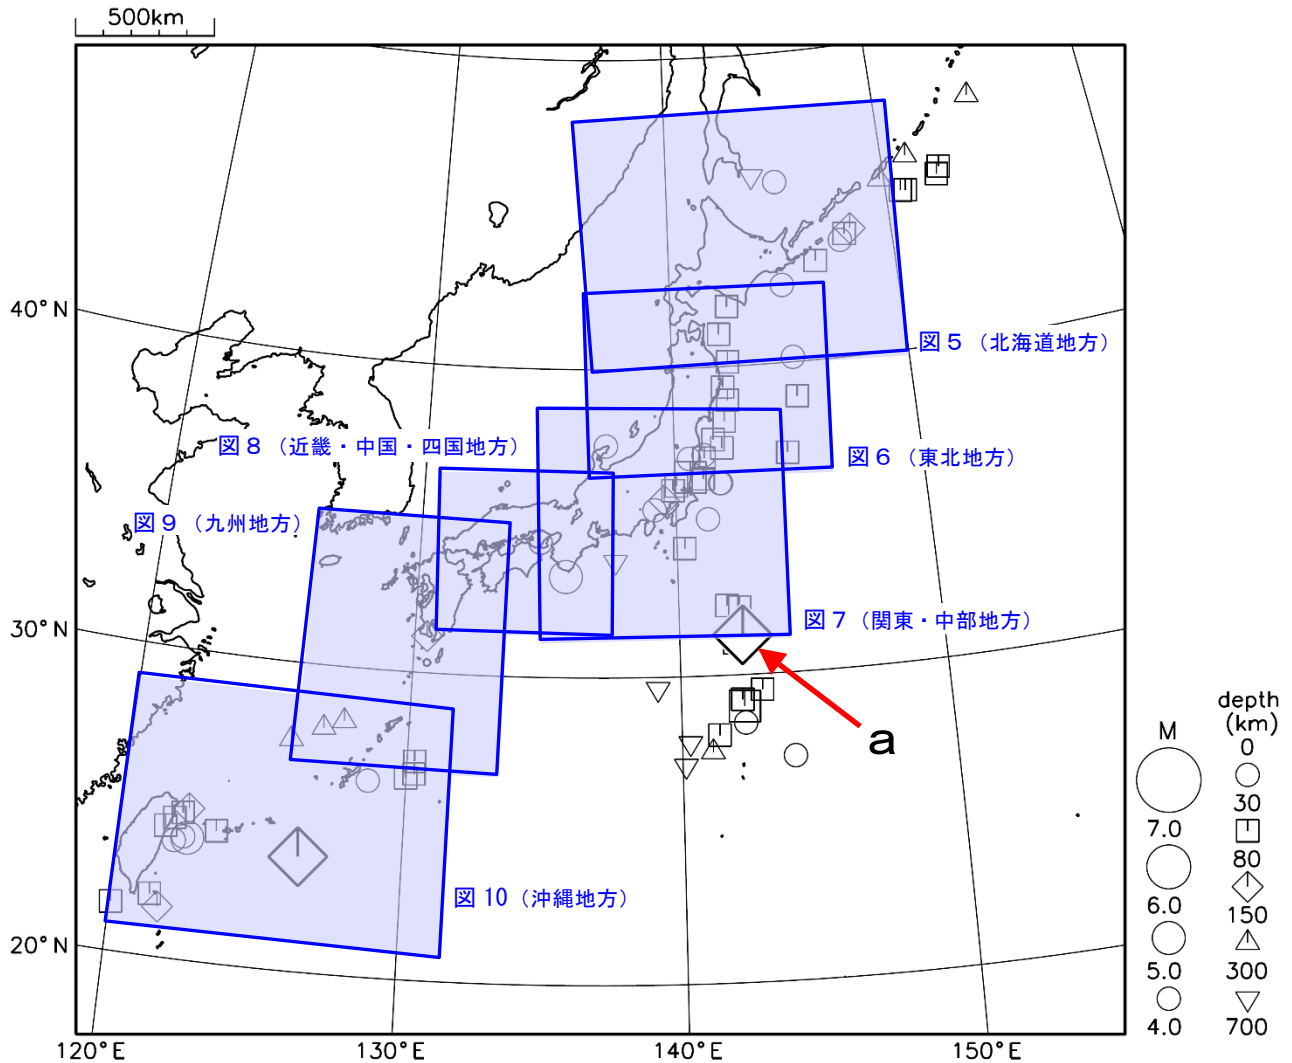 500km
40°N
図５（北海道地方）
図８（近畿・中国・四国地方）
図６（東北地方）
図９（九州地方）
30°N
図７（関東・中部地方）
a
図10（沖縄地方）
20°N
120°E
130°E
140°E
150°E
M
7.0
6.0
5.0
4.0
depth
(km)
0
30
80
150
300
700